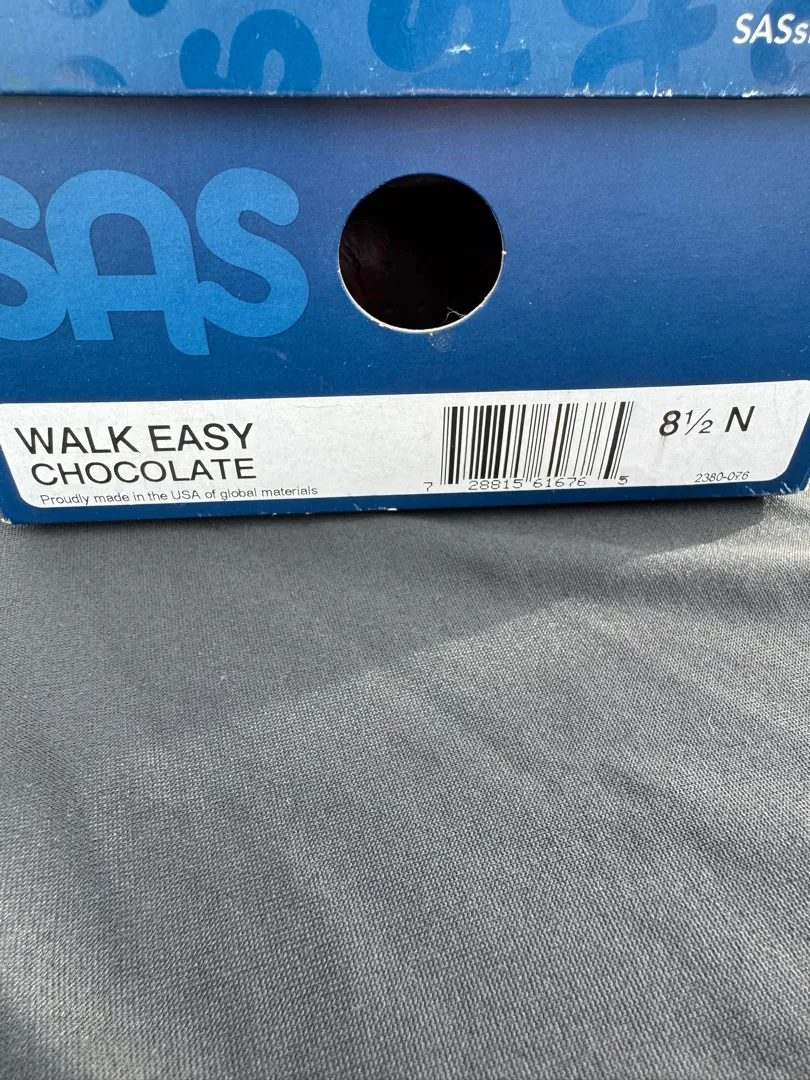 SASs
SAS
WALK EASY
CHOCOLATE
Proudly made in the USA of global materials
7 28815 61676 5
8½ N
2380-076